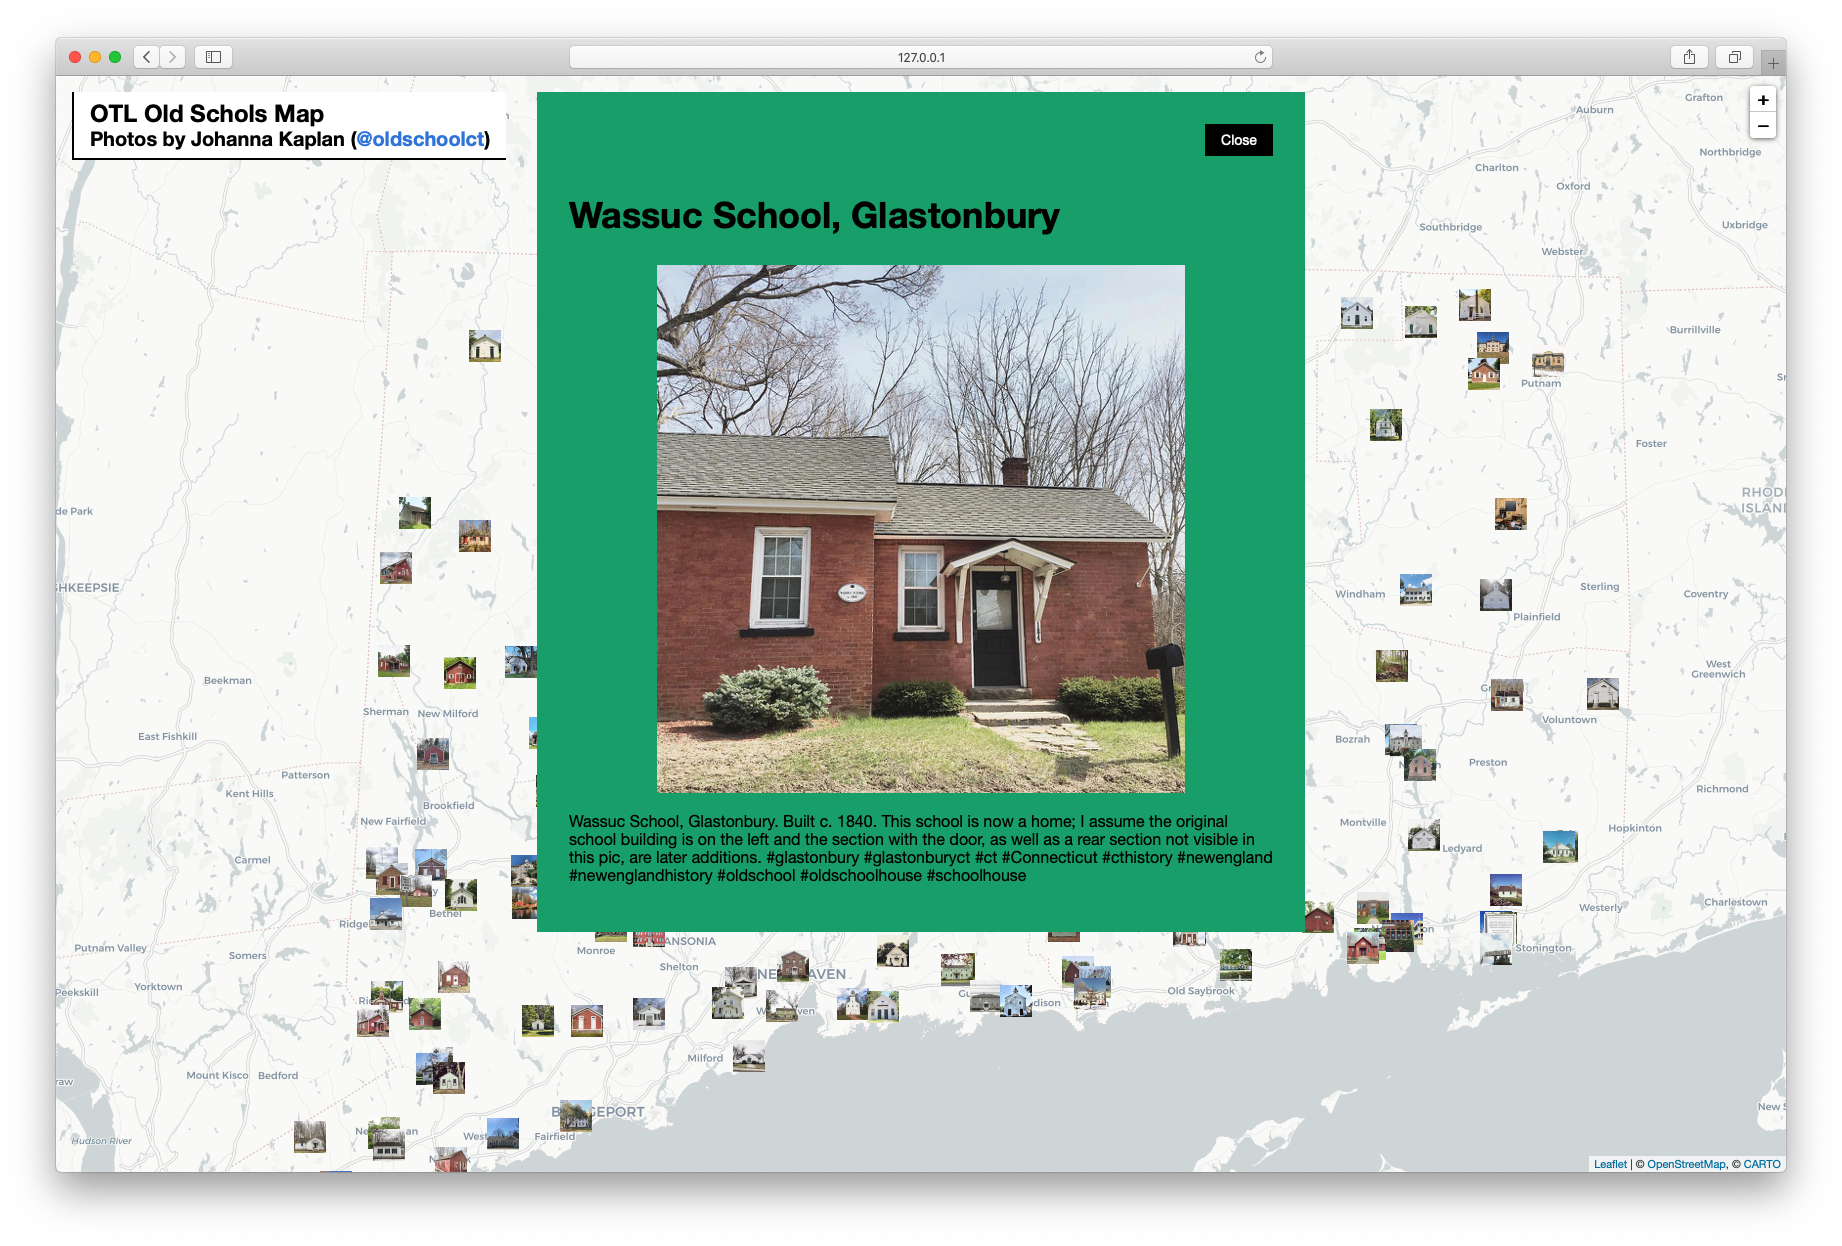 127.0.0.1
OTL Old Schols Map
Photos by Johanna Kaplan (@oldschoolct)
+
−
Close
Wassuc School, Glastonbury
Wassuc School, Glastonbury. Built c. 1840. This school is now a home; I assume the original
school building is on the left and the section with the door, as well as a rear section not visible in
this pic, are later additions. #glastonbury #glastonburyct #ct #Connecticut #cthistory #newengland
#newenglandhistory #oldschool #oldschoolhouse #schoolhouse
Auburn
Grafton
Northbridge
Charlton
Oxford
Southbridge
Uxbridge
Webster
Burrillville
Putnam
Foster
de Park
RHOD
ISLAN
HKEEPSIE
Windham
Sterling
Coventry
Plainfield
West
Greenwich
Beekman
Sherman
New Milford
Voluntown
East Fishkill
Bozrah
Preston
Patterson
Kent Hills
Richmond
Brookfield
New Fairfield
Montville
Hopkinton
Carmel
Ledyard
Bethel
Ridge
Charlestown
Westerly
Putnam Valley
Somers
Monroe
ANSONIA
Stonington
Shelton
NE
AVEN
Peekskill
Yorktown
Old Saybrook
dison
Milford
Mount Kisco
Bedford
raw
B
GEPORT
New S
Hudson River
Ne
an
West
Fairfield
Leaflet | © OpenStreetMap, © CARTO